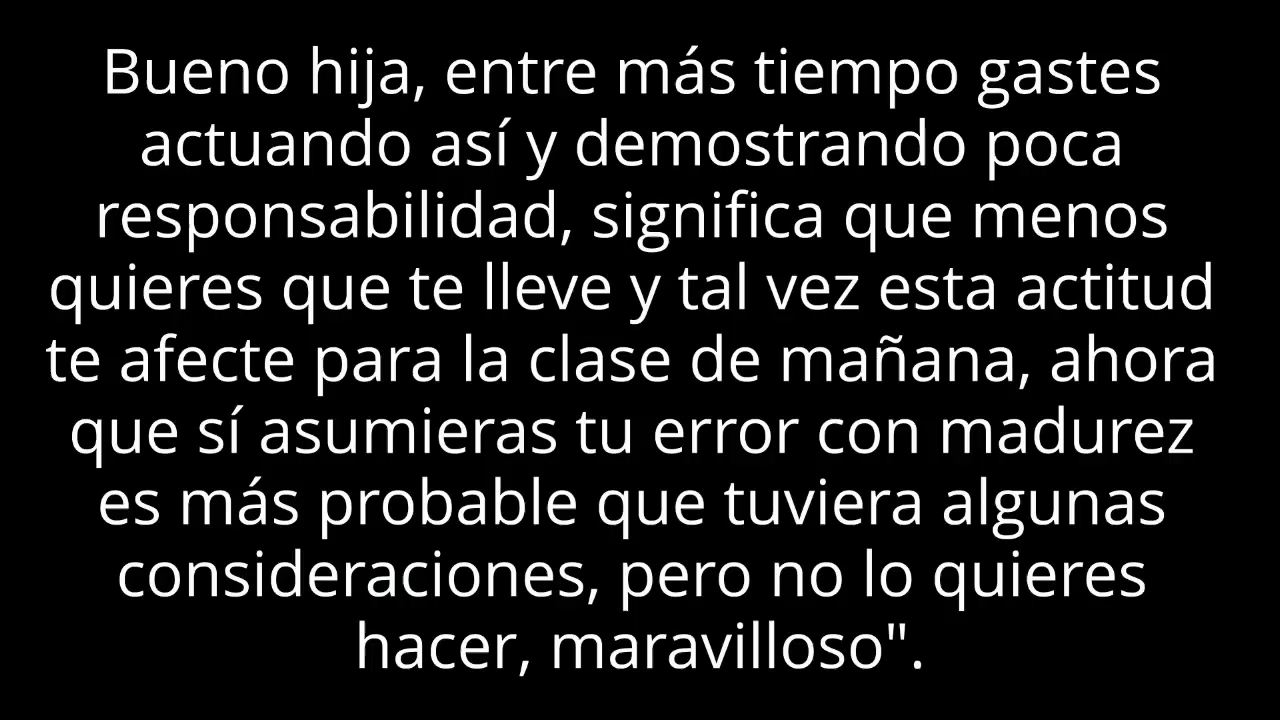 Bueno hija, entre más tiempo gastes
actuando así y demostrando poca
responsabilidad, significa que menos
quieres que te lleve y tal vez esta actitud
te afecte para la clase de mañana, ahora
que sí asumieras tu error con madurez
es más probable que tuviera algunas
consideraciones, pero no lo quieres
hacer, maravilloso".